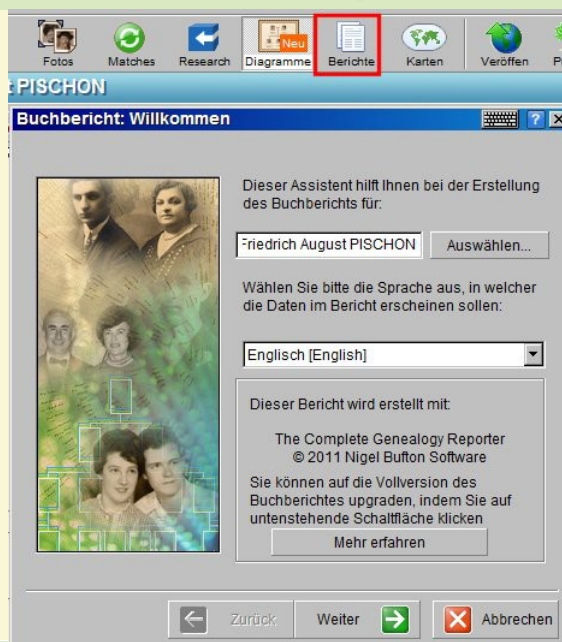 Neu
Fotos Matches Research Diagramme Berichte Karten Veröffen
PISCHON
Buchbericht: Willkommen
Dieser Assistent hilft Ihnen bei der Erstellung
des Buchberichts für:
Friedrich August PISCHON Auswählen...
Wählen Sie bitte die Sprache aus, in welcher
die Daten im Bericht erscheinen sollen:
Englisch [English]
Dieser Bericht wird erstellt mit:
The Complete Genealogy Reporter
© 2011 Nigel Bufton Software
Sie können auf die Vollversion des
Buchberichtes upgraden, indem Sie auf
untenstehende Schaltfläche klicken
Mehr erfahren
Zurück Weiter Abbrechen